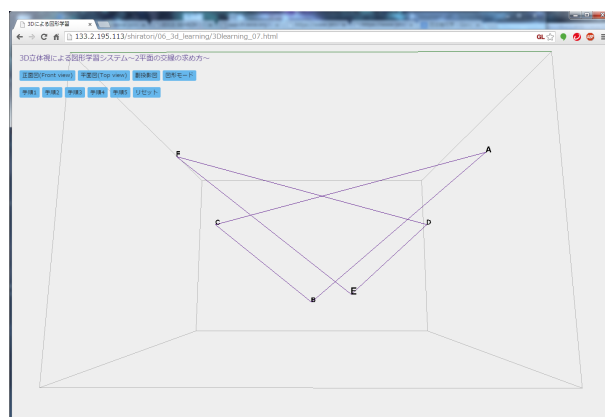 3Dによる図形学習
133.2.195.113/shiraton/06_3d_learning/3Dlearning_07.html
3D立体視による図形学習システム～2平面の交線の求め方～
正面図(Front view) 平面図(Top view) 図形モード
手順1 手順2 手順3 手順4 手順5 リセット
F
A
C
D
E
B